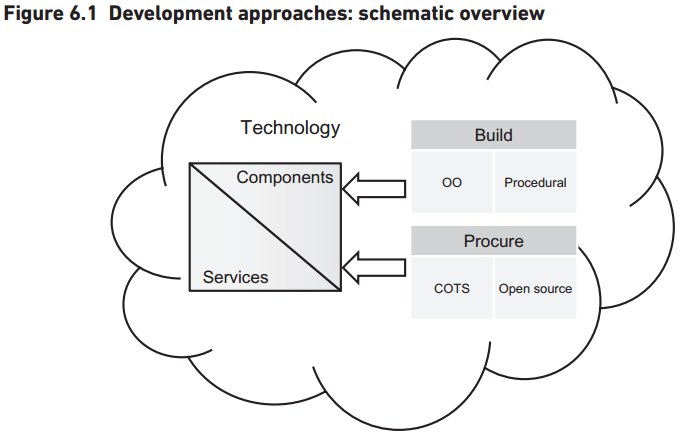 Figure 6.1 Development approaches: schematic overview
Technology
Build
Components
OO
Procedural
Procure
Services
COTS
Open source